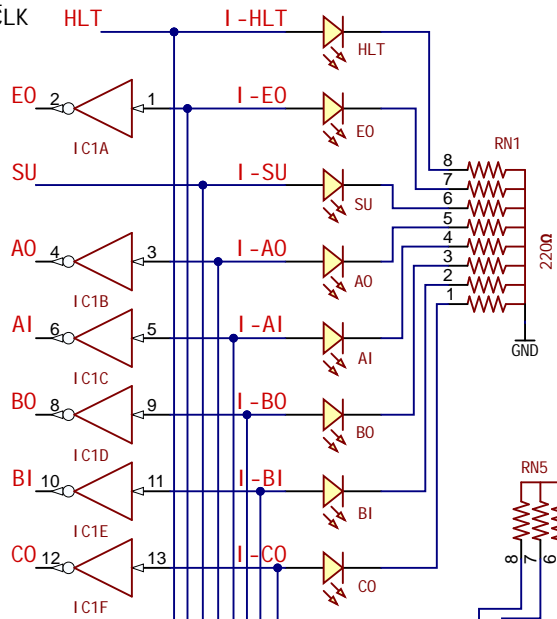 CLK
HLT
I-HLT
HLT
EO
2
1
I-EO
EO
IC1A
RN1
8
7
6
5
4
3
2
1
220Ω
GND
SU
I-SU
SU
AO
4
3
I-AO
AO
IC1B
AI
6
5
I-AI
AI
IC1C
BO
8
9
I-BO
BO
IC1D
BI
10
11
I-BI
BI
IC1E
RN5
8
7
6
CO
12
13
I-CO
CO
IC1F